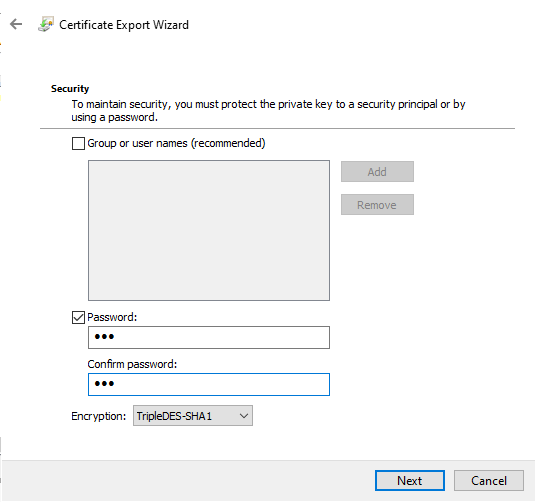 Certificate Export Wizard
Security
To maintain security, you must protect the private key to a security principal or by
using a password.
Group or user names (recommended)
Add
Remove
Password:
•••
Confirm password:
•••
Encryption: TripleDES-SHA1
Next Cancel